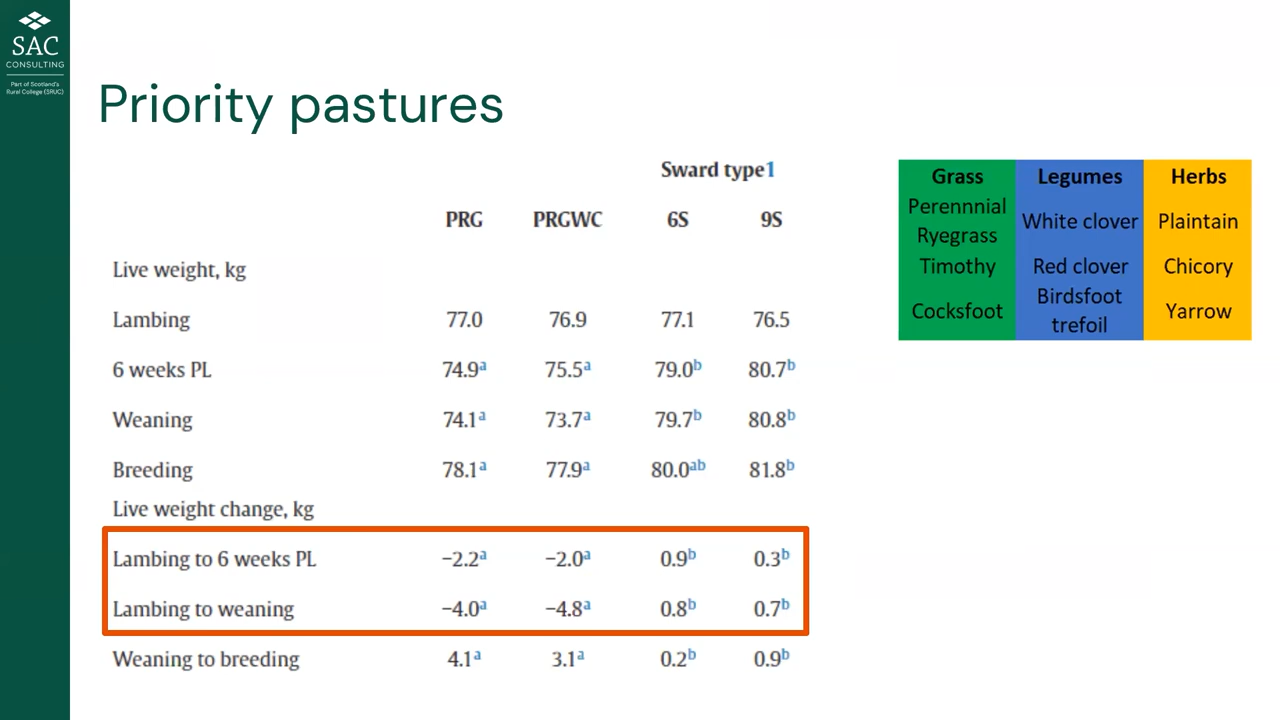 SAC
CONSULTING
Part of Scotland's
Rural College (SRUC)
Priority pastures
Sward type1
PRG PRGWC 6S 9S
Live weight, kg
Lambing 77.0 76.9 77.1 76.5
6 weeks PL 74.9a 75.5a 79.0b 80.7b
Weaning 74.1a 73.7a 79.7b 80.8b
Breeding 78.1a 77.9a 80.0ab 81.8b
Live weight change, kg
Lambing to 6 weeks PL −2.2a −2.0a 0.9b 0.3b
Lambing to weaning −4.0a −4.8a 0.8b 0.7b
Weaning to breeding 4.1a 3.1a 0.2b 0.9b
Grass Legumes Herbs
Perennnial
Ryegrass White clover Plaintain
Timothy Red clover Chicory
Cocksfoot Birdsfoot
trefoil Yarrow